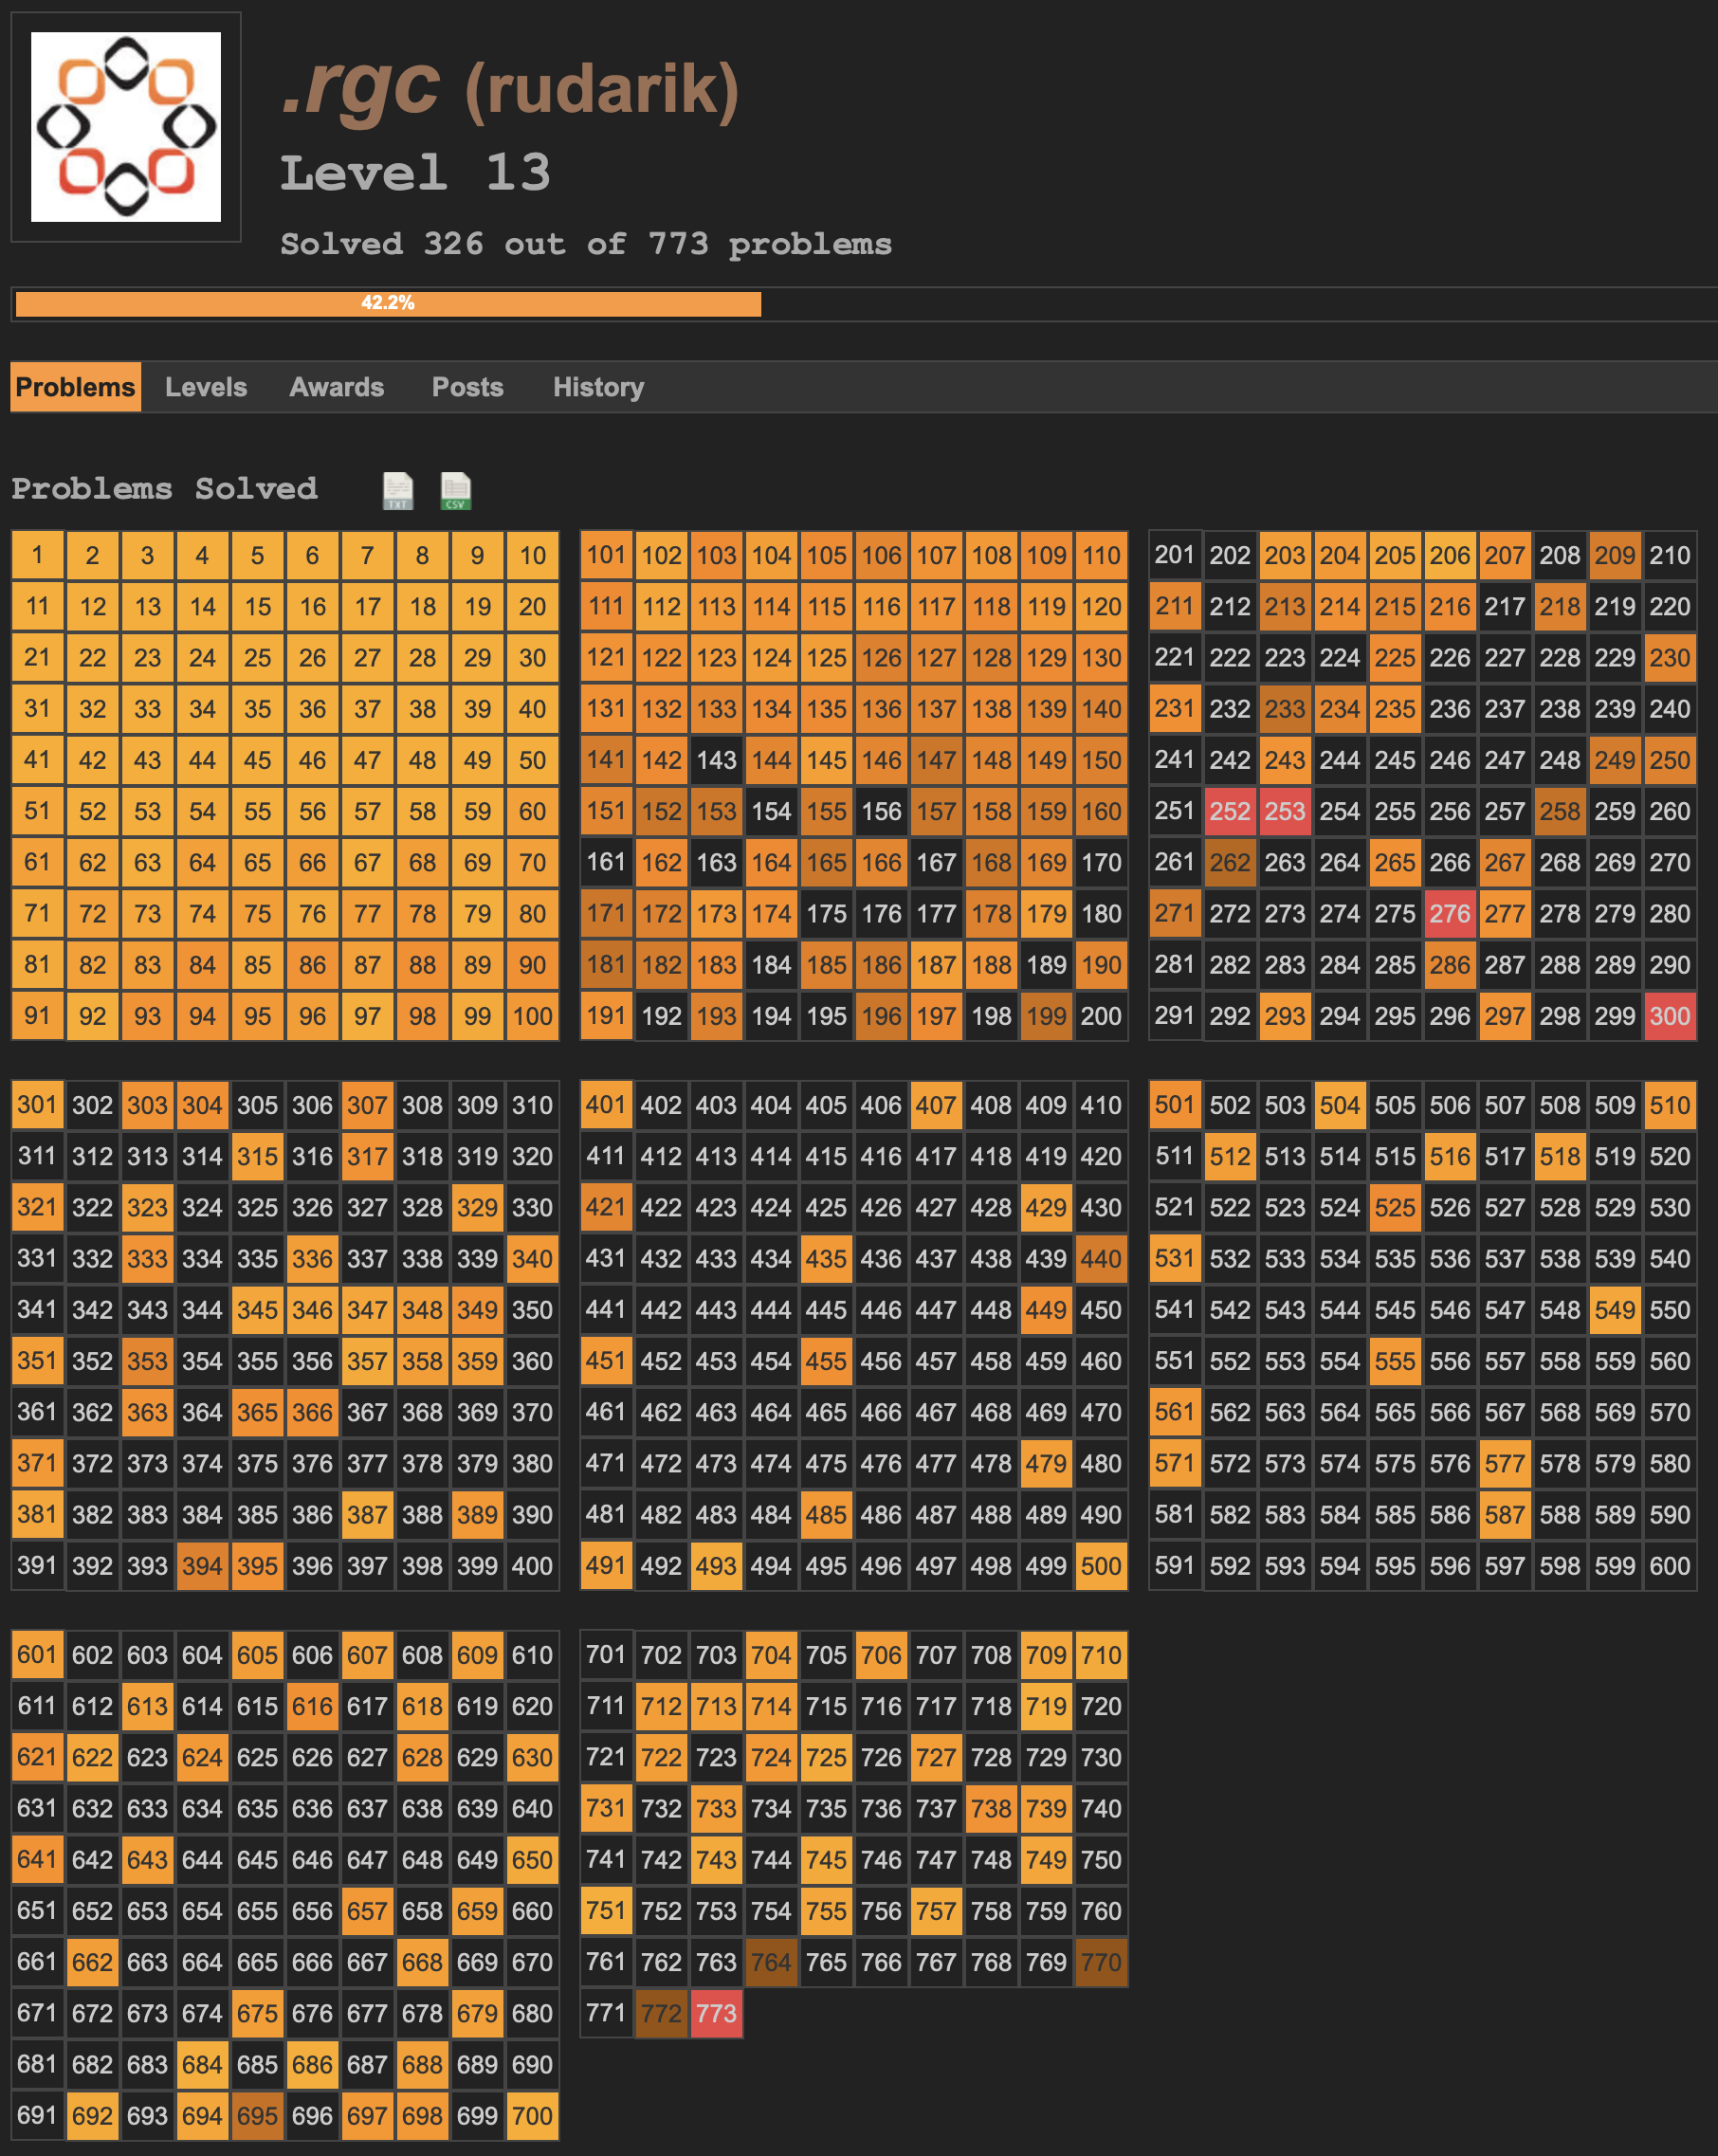 .rgc (rudarik)
Level 13
Solved 326 out of 773 problems
42.2%
Problems Levels Awards Posts History
Problems Solved TXT CSV
1 2 3 4 5 6 7 8 9 10
11 12 13 14 15 16 17 18 19 20
21 22 23 24 25 26 27 28 29 30
31 32 33 34 35 36 37 38 39 40
41 42 43 44 45 46 47 48 49 50
51 52 53 54 55 56 57 58 59 60
61 62 63 64 65 66 67 68 69 70
71 72 73 74 75 76 77 78 79 80
81 82 83 84 85 86 87 88 89 90
91 92 93 94 95 96 97 98 99 100
101 102 103 104 105 106 107 108 109 110
111 112 113 114 115 116 117 118 119 120
121 122 123 124 125 126 127 128 129 130
131 132 133 134 135 136 137 138 139 140
141 142 143 144 145 146 147 148 149 150
151 152 153 154 155 156 157 158 159 160
161 162 163 164 165 166 167 168 169 170
171 172 173 174 175 176 177 178 179 180
181 182 183 184 185 186 187 188 189 190
191 192 193 194 195 196 197 198 199 200
201 202 203 204 205 206 207 208 209 210
211 212 213 214 215 216 217 218 219 220
221 222 223 224 225 226 227 228 229 230
231 232 233 234 235 236 237 238 239 240
241 242 243 244 245 246 247 248 249 250
251 252 253 254 255 256 257 258 259 260
261 262 263 264 265 266 267 268 269 270
271 272 273 274 275 276 277 278 279 280
281 282 283 284 285 286 287 288 289 290
291 292 293 294 295 296 297 298 299 300
301 302 303 304 305 306 307 308 309 310
311 312 313 314 315 316 317 318 319 320
321 322 323 324 325 326 327 328 329 330
331 332 333 334 335 336 337 338 339 340
341 342 343 344 345 346 347 348 349 350
351 352 353 354 355 356 357 358 359 360
361 362 363 364 365 366 367 368 369 370
371 372 373 374 375 376 377 378 379 380
381 382 383 384 385 386 387 388 389 390
391 392 393 394 395 396 397 398 399 400
401 402 403 404 405 406 407 408 409 410
411 412 413 414 415 416 417 418 419 420
421 422 423 424 425 426 427 428 429 430
431 432 433 434 435 436 437 438 439 440
441 442 443 444 445 446 447 448 449 450
451 452 453 454 455 456 457 458 459 460
461 462 463 464 465 466 467 468 469 470
471 472 473 474 475 476 477 478 479 480
481 482 483 484 485 486 487 488 489 490
491 492 493 494 495 496 497 498 499 500
501 502 503 504 505 506 507 508 509 510
511 512 513 514 515 516 517 518 519 520
521 522 523 524 525 526 527 528 529 530
531 532 533 534 535 536 537 538 539 540
541 542 543 544 545 546 547 548 549 550
551 552 553 554 555 556 557 558 559 560
561 562 563 564 565 566 567 568 569 570
571 572 573 574 575 576 577 578 579 580
581 582 583 584 585 586 587 588 589 590
591 592 593 594 595 596 597 598 599 600
601 602 603 604 605 606 607 608 609 610
611 612 613 614 615 616 617 618 619 620
621 622 623 624 625 626 627 628 629 630
631 632 633 634 635 636 637 638 639 640
641 642 643 644 645 646 647 648 649 650
651 652 653 654 655 656 657 658 659 660
661 662 663 664 665 666 667 668 669 670
671 672 673 674 675 676 677 678 679 680
681 682 683 684 685 686 687 688 689 690
691 692 693 694 695 696 697 698 699 700
701 702 703 704 705 706 707 708 709 710
711 712 713 714 715 716 717 718 719 720
721 722 723 724 725 726 727 728 729 730
731 732 733 734 735 736 737 738 739 740
741 742 743 744 745 746 747 748 749 750
751 752 753 754 755 756 757 758 759 760
761 762 763 764 765 766 767 768 769 770
771 772 773